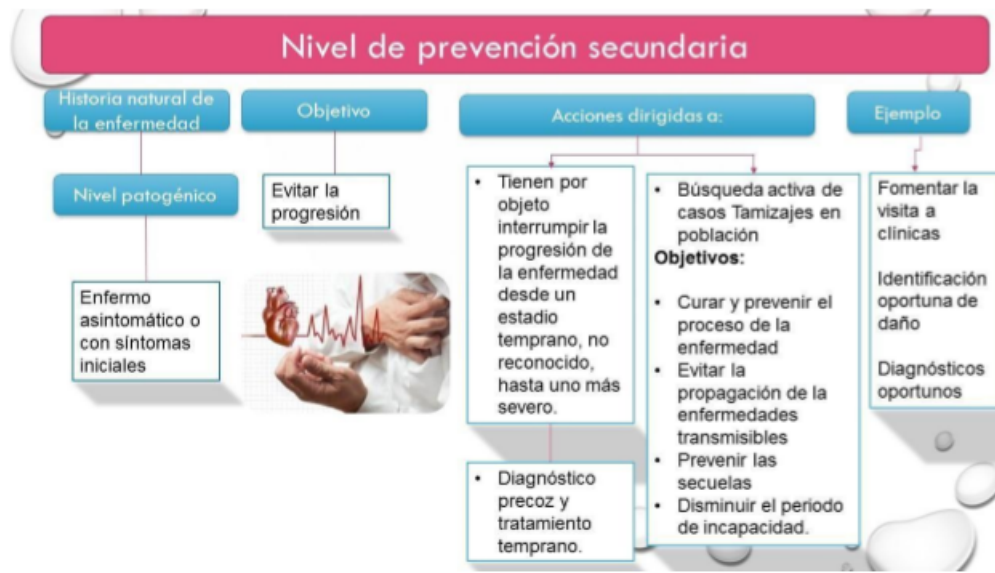 Nivel de prevención secundaria
Historia natural de
la enfermedad
Nivel patogénico
Enfermo
asintomático o
con síntomas
iniciales
Objetivo
Evitar la
progresión
Acciones dirigidas a:
• Tienen por
objeto
interrumpir la
progresión de
la enfermedad
desde un
estadio
temprano, no
reconocido,
hasta uno más
severo.
• Diagnóstico
precoz y
tratamiento
temprano.
• Búsqueda activa de
casos Tamizajes en
población
Objetivos:
• Curar y prevenir el
proceso de la
enfermedad
• Evitar la
propagación de la
enfermedades
transmisibles
• Prevenir las
secuelas
• Disminuir el periodo
de incapacidad.
Ejemplo
Fomentar la
visita a
clínicas
Identificación
oportuna de
daño
Diagnósticos
oportunos